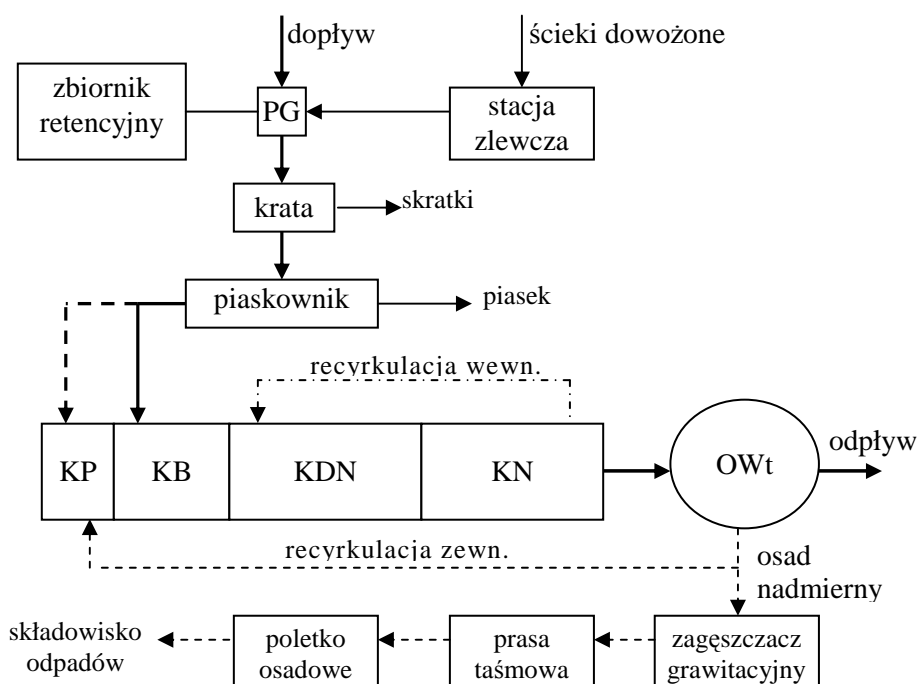 dopływ
ścieki dowożone
zbiornik
retencyjny
PG
stacja
zlewcza
krata
skratki
piaskownik
piasek
recyrkulacja wewn.
KP
KB
KDN
KN
OWt
odpływ
recyrkulacja zewn.
osad
nadmierny
składowisko
odpadów
poletko
osadowe
prasa
taśmowa
zagęszczacz
grawitacyjny